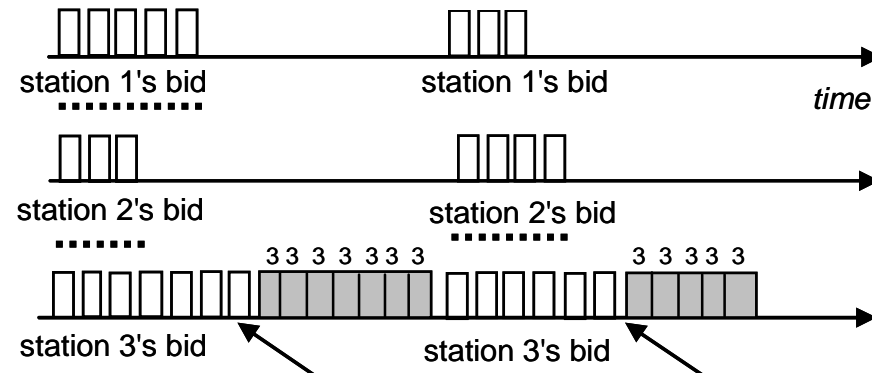 station 1's bid station 1's bid
time
station 2's bid station 2's bid
3 3 3 3 3 3 3 3 3 3 3 3
station 3's bid station 3's bid